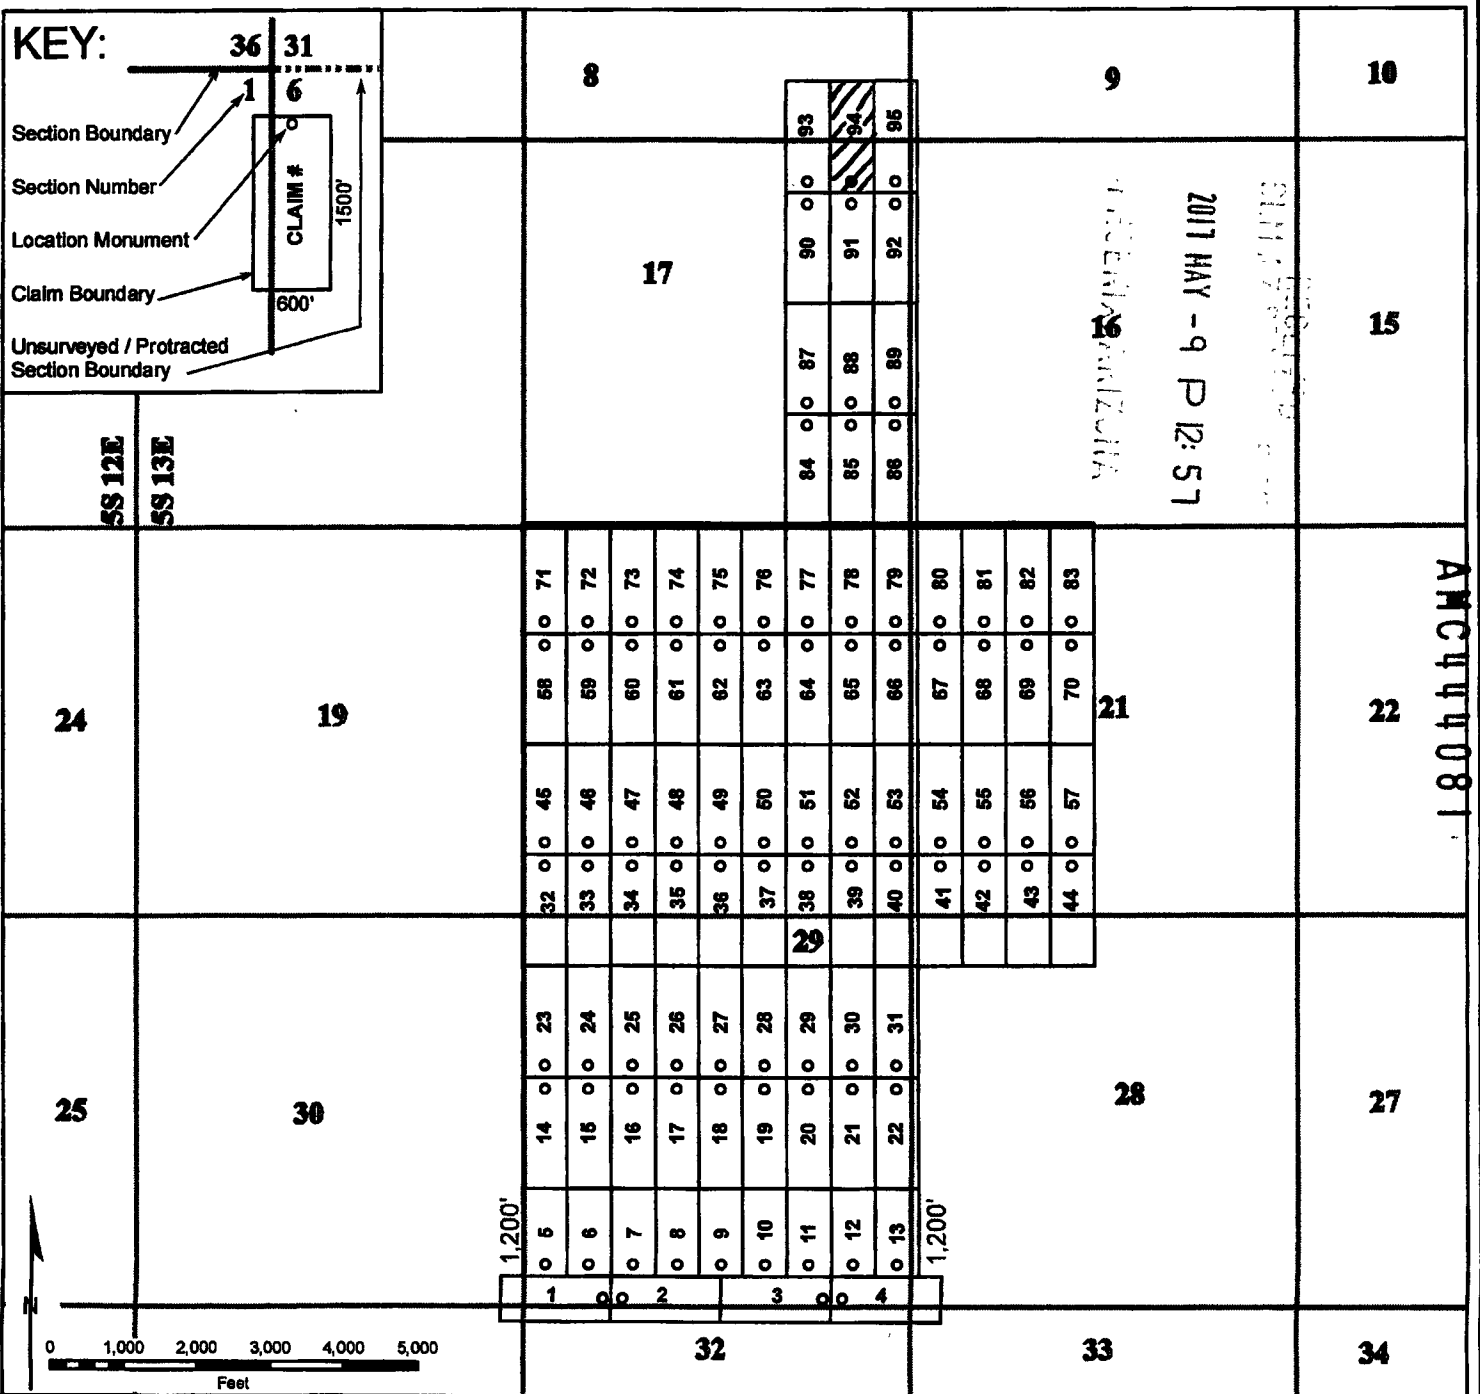 KEY:
36 31
1 6
Section Boundary
Section Number
Location Monument
Claim Boundary
Unsurveyed / Protracted
Section Boundary
CLAIM #
1500'
600'
8 9 10
93 94 95
17 16 15
90 91 92
87 88 89
84 85 86
2017 MAY -9 P 12: 57
ARIZONA
5S 12E
5S 13E
AMC444081
71 72 73 74 75 76 77 78 79 80 81 82 83
58 59 60 61 62 63 64 65 66 67 68 69 70
24 19 21 22
45 46 47 48 49 50 51 52 53 54 55 56 57
32 33 34 35 36 37 38 39 40 41 42 43 44
29
23 24 25 26 27 28 29 30 31
25 30 28 27
14 15 16 17 18 19 20 21 22
1,200' 5 6 7 8 9 10 11 12 13 1,200'
1 2 3 4
N
32 33 34
0 1,000 2,000 3,000 4,000 5,000
Feet